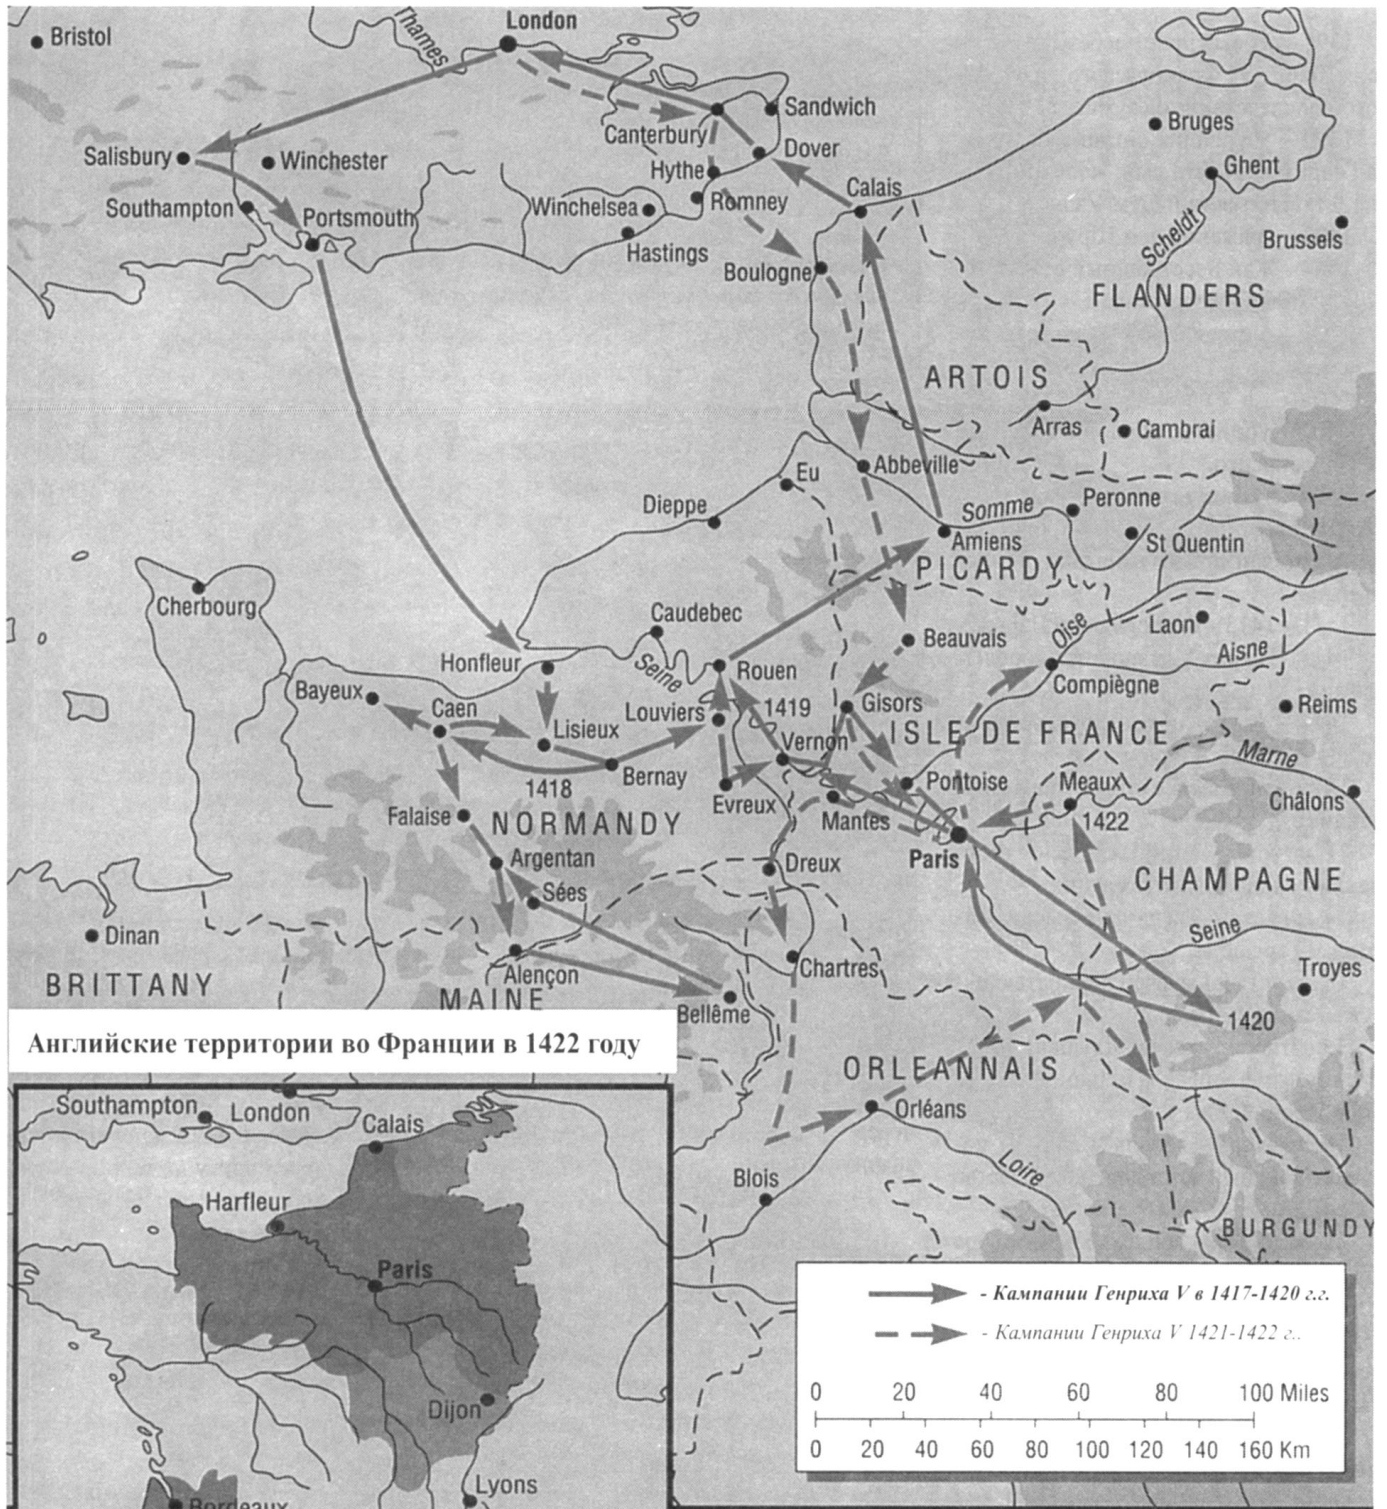 London
Thames
Bristol
Sandwich
Canterbury
Bruges
Salisbury
Winchester
Dover
Ghent
Hythe
Calais
Southampton
Portsmouth
Winchelsea
Romney
Scheldt
Hastings
Brussels
Boulogne
FLANDERS
ARTOIS
Arras
Cambrai
Abbeville
Eu
Dieppe
Somme
Peronne
Amiens
St Quentin
PICARDY
Cherbourg
Caudebec
Beauvais
Oise
Laon
Aisne
Honfleur
Seine
Rouen
Compiègne
Bayeux
Caen
Louviers
1419
Gisors
Reims
Lisieux
Vernon
ISLE DE FRANCE
Marne
Bernay
1418
Evreux
Pontoise
Meaux
Châlons
Falaise
NORMANDY
Mantes
1422
Argentan
Dreux
Paris
CHAMPAGNE
Sées
Dinan
Seine
Alençon
Chartres
Troyes
BRITTANY
MAINE
Bellême
1420
Английские территории во Франции в 1422 году
ORLEANNAIS
Southampton
London
Calais
Orléans
Loire
Blois
Harfleur
BURGUNDY
Paris
- Кампании Генриха V в 1417-1420 г.г.
- Кампании Генриха V 1421-1422 г..
0 20 40 60 80 100 Miles
Dijon
0 20 40 60 80 100 120 140 160 Km
Lyons
Bordeaux